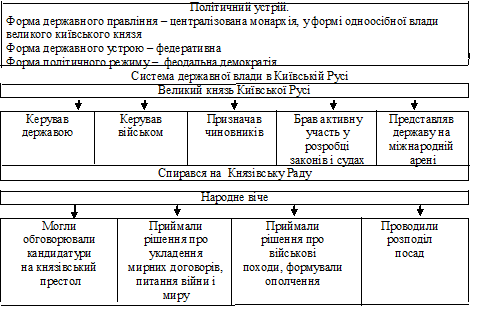 Політичний устрій.
Форма державного правління – централізована монархія, у формі одноосібної влади
великого київського князя
Форма державного устрою – федеративна
Форма політичного режиму – феодальна демократія
Система державної влади в Київській Русі
Великий князь Київської Русі
Керував
державою
Керував
військом
Призначав
чиновників
Брав активну
участь у
розробці
законів і судах
Представляв
державу на
міжнародній
арені
Спирався на Князівську Раду
Народне віче
Могли
обговорювали
кандидатури
на князівський
престол
Приймали
рішення про
укладення
мирних договорів,
питання війни і
миру
Приймали
рішення про
військові
походи, формували
ополчення
Проводили
розподіл
посад